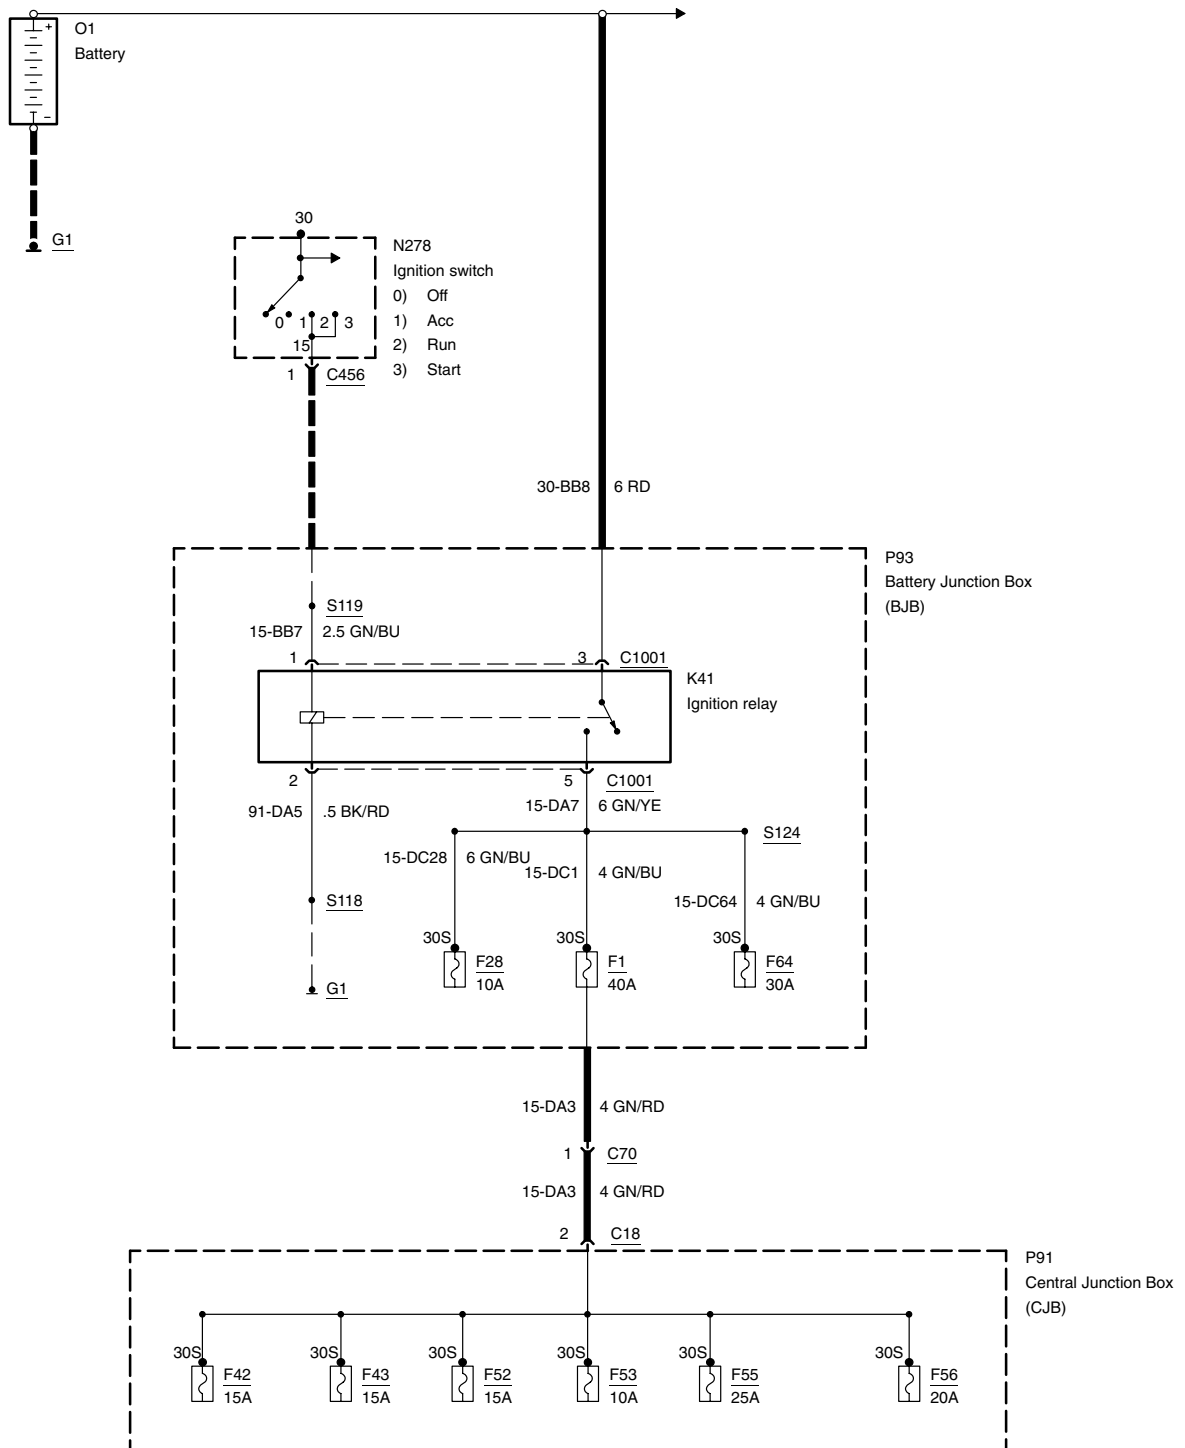 +
O1
Battery
–
G1
30
N278
Ignition switch
0) Off
1) Acc
2) Run
3) Start
0 1 2 3
15
1 C456
30-BB8 6 RD
P93
Battery Junction Box
(BJB)
S119
15-BB7 2.5 GN/BU
1 3 C1001
K41
Ignition relay
2 5 C1001
91-DA5 .5 BK/RD
15-DA7 6 GN/YE
S124
15-DC28 6 GN/BU
15-DC1 4 GN/BU
15-DC64 4 GN/BU
S118
30S 30S 30S
F28 F1 F64
10A 40A 30A
G1
15-DA3 4 GN/RD
1 C70
15-DA3 4 GN/RD
2 C18
P91
Central Junction Box
(CJB)
30S 30S 30S 30S 30S 30S
F42 F43 F52 F53 F55 F56
15A 15A 15A 10A 25A 20A